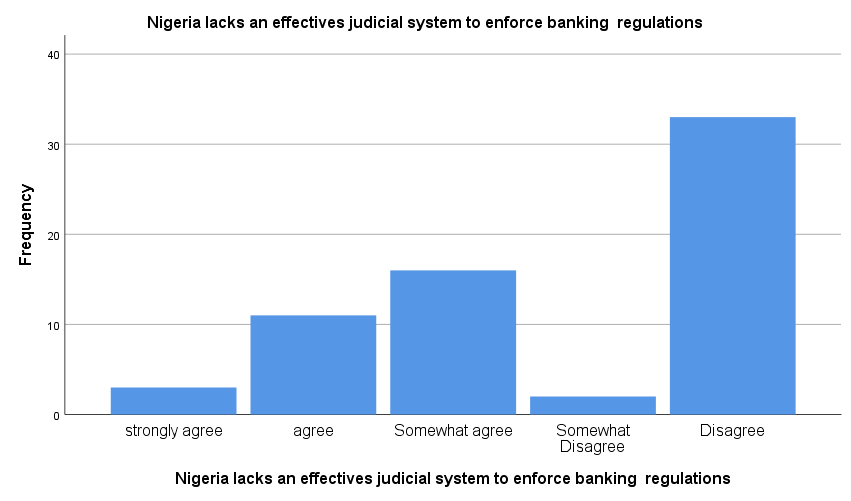 Nigeria lacks an effectives judicial system to enforce banking  regulations
40
30
20
10
0
Frequency
strongly agree
agree
Somewhat agree
Somewhat
Disagree
Disagree
Nigeria lacks an effectives judicial system to enforce banking  regulations